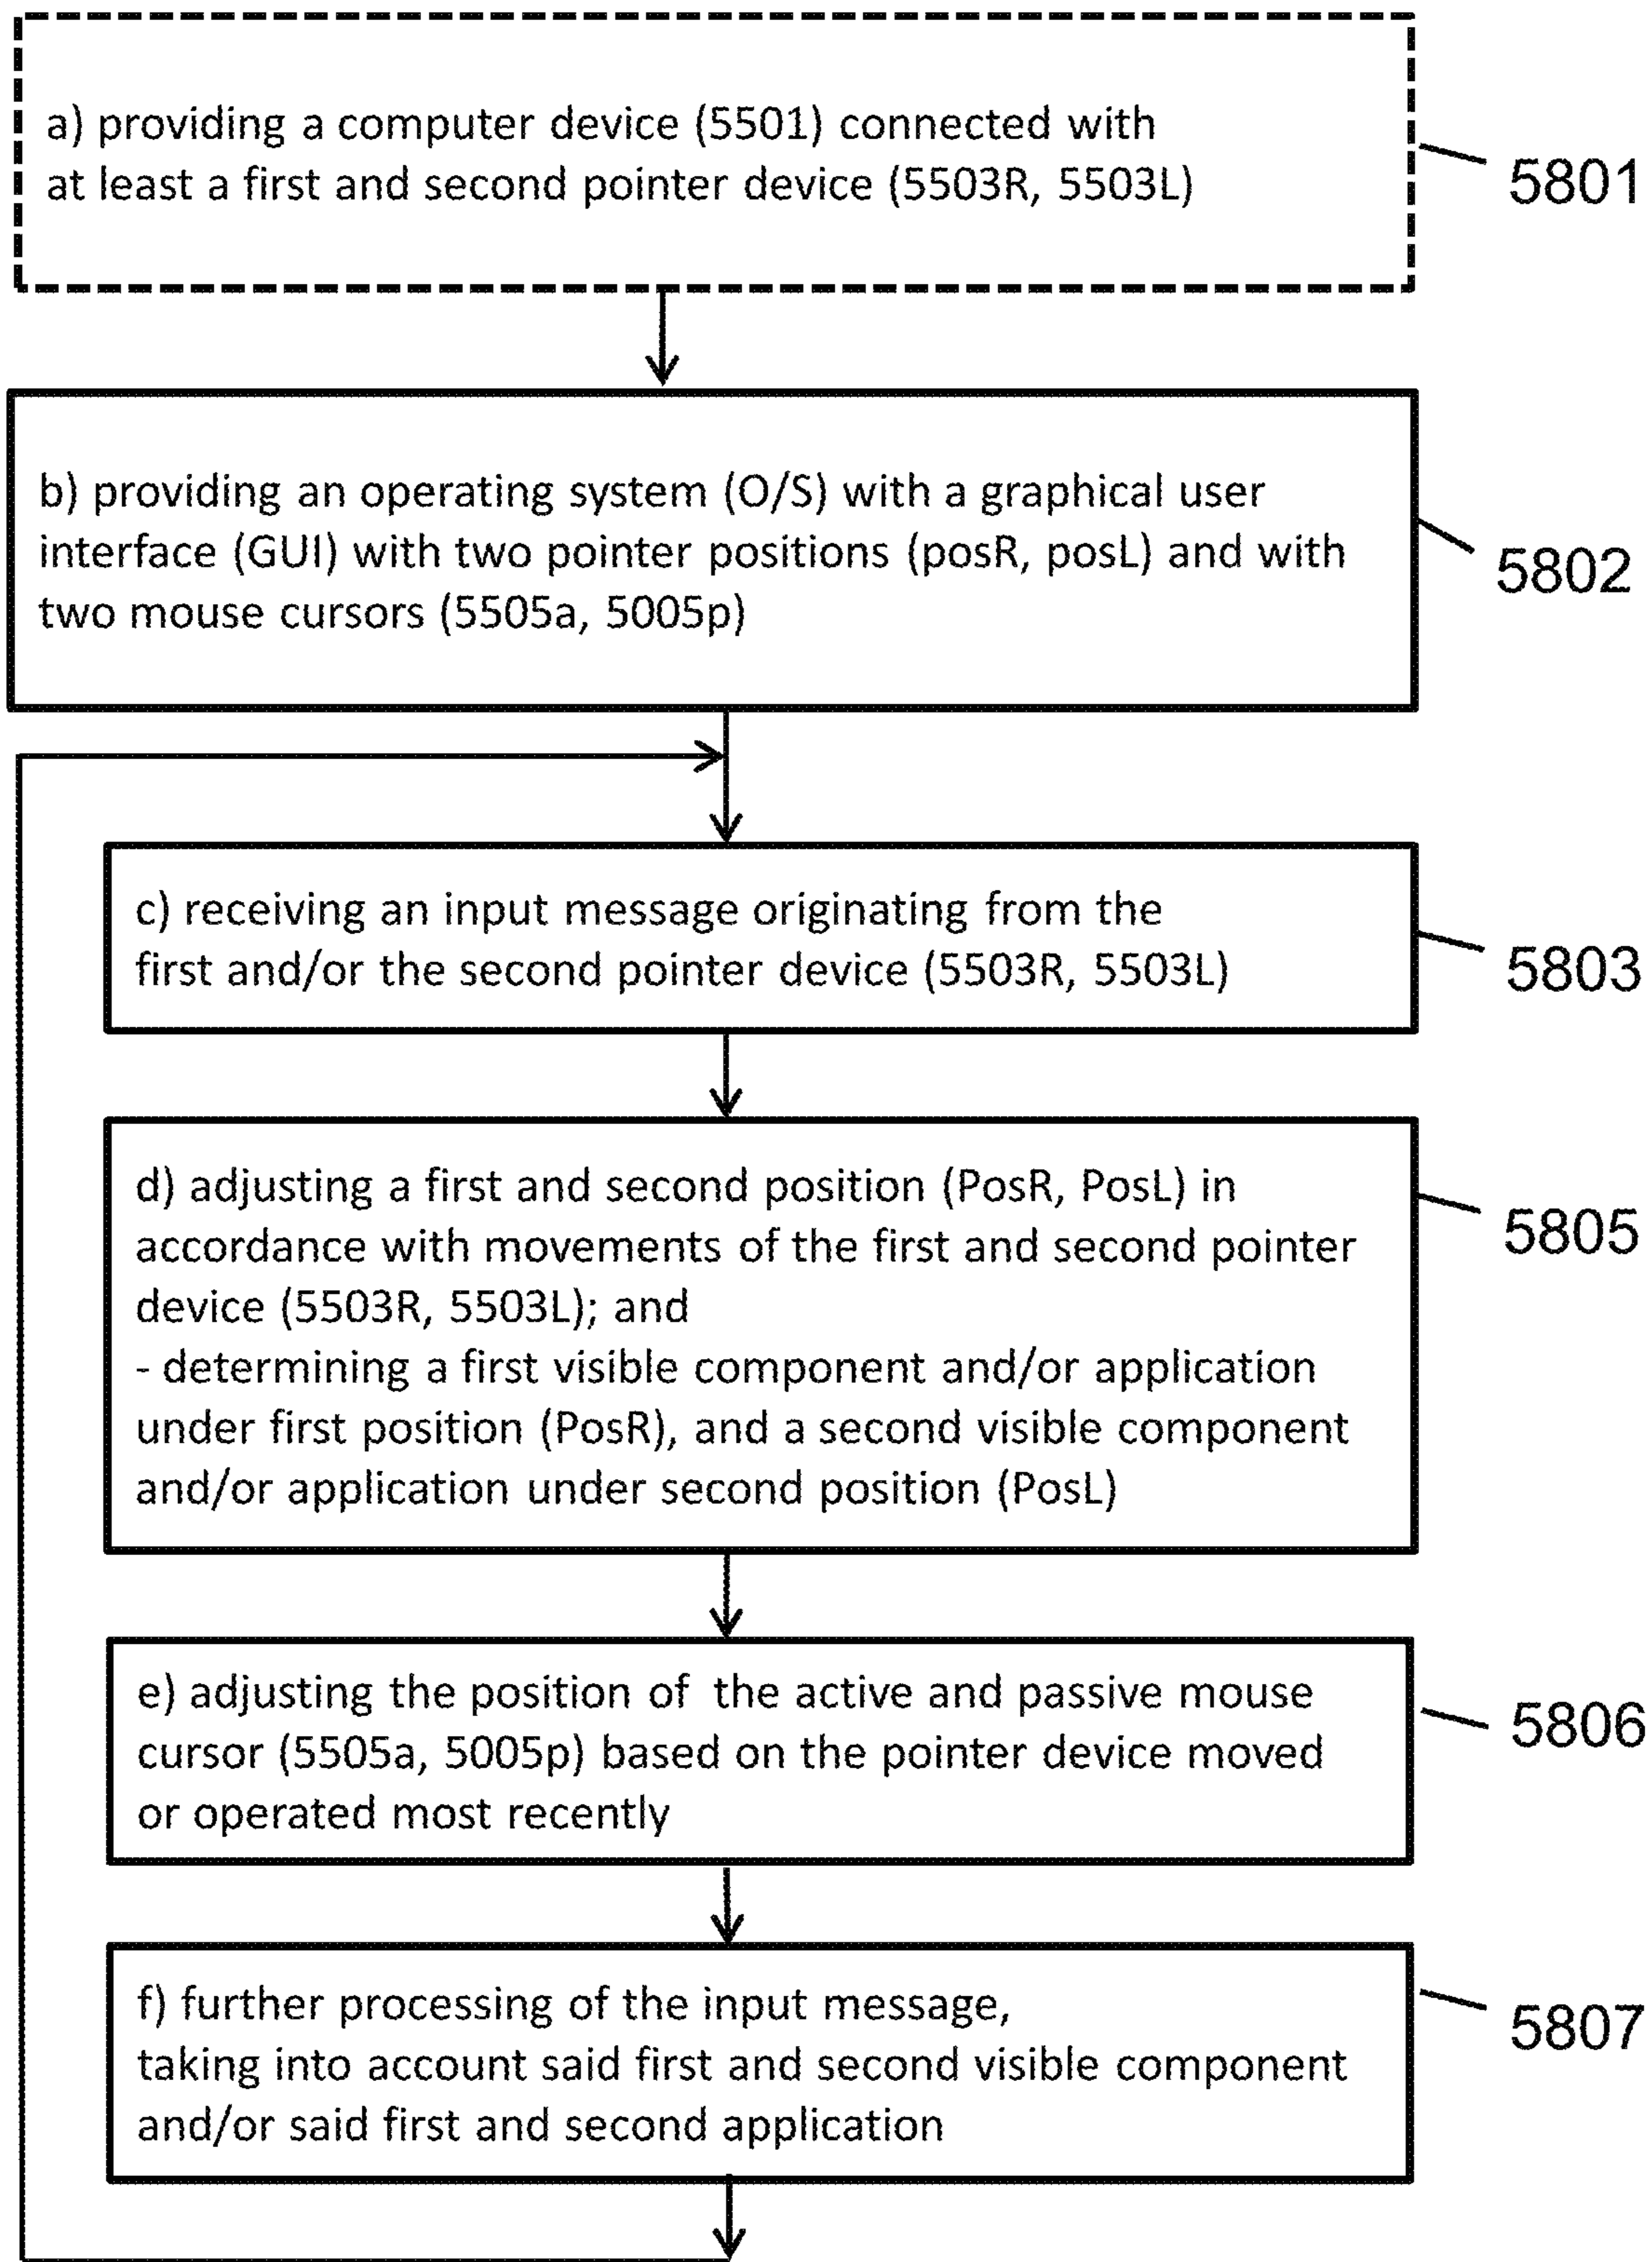 a) providing a computer device (5501) connected with
at least a first and second pointer device (5503R, 5503L)
5801
b) providing an operating system (O/S) with a graphical user
interface (GUI) with two pointer positions (posR, posL) and with
two mouse cursors (5505a, 5005p)
5802
c) receiving an input message originating from the
first and/or the second pointer device (5503R, 5503L)
5803
d) adjusting a first and second position (PosR, PosL) in
accordance with movements of the first and second pointer
device (5503R, 5503L); and
- determining a first visible component and/or application
under first position (PosR), and a second visible component
and/or application under second position (PosL)
5805
e) adjusting the position of the active and passive mouse
cursor (5505a, 5005p) based on the pointer device moved
or operated most recently
5806
f) further processing of the input message,
taking into account said first and second visible component
and/or said first and second application
5807